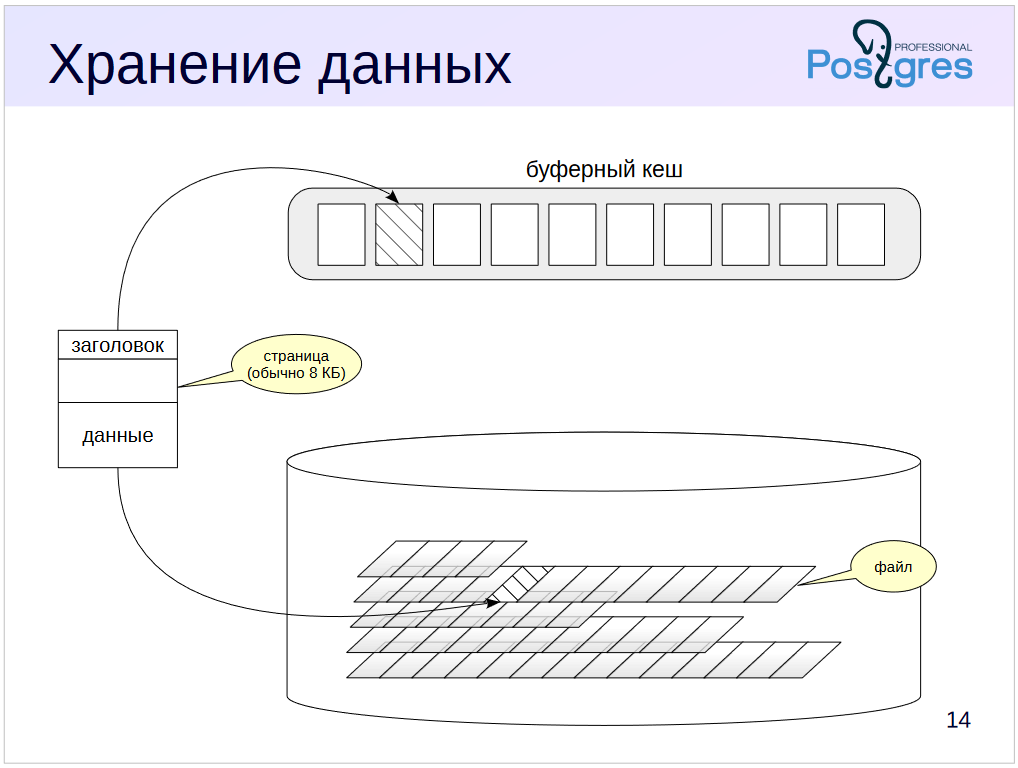 Хранение данных
PROFESSIONAL
Postgres
буферный кеш
заголовок
страница
(обычно 8 КБ)
данные
файл
14